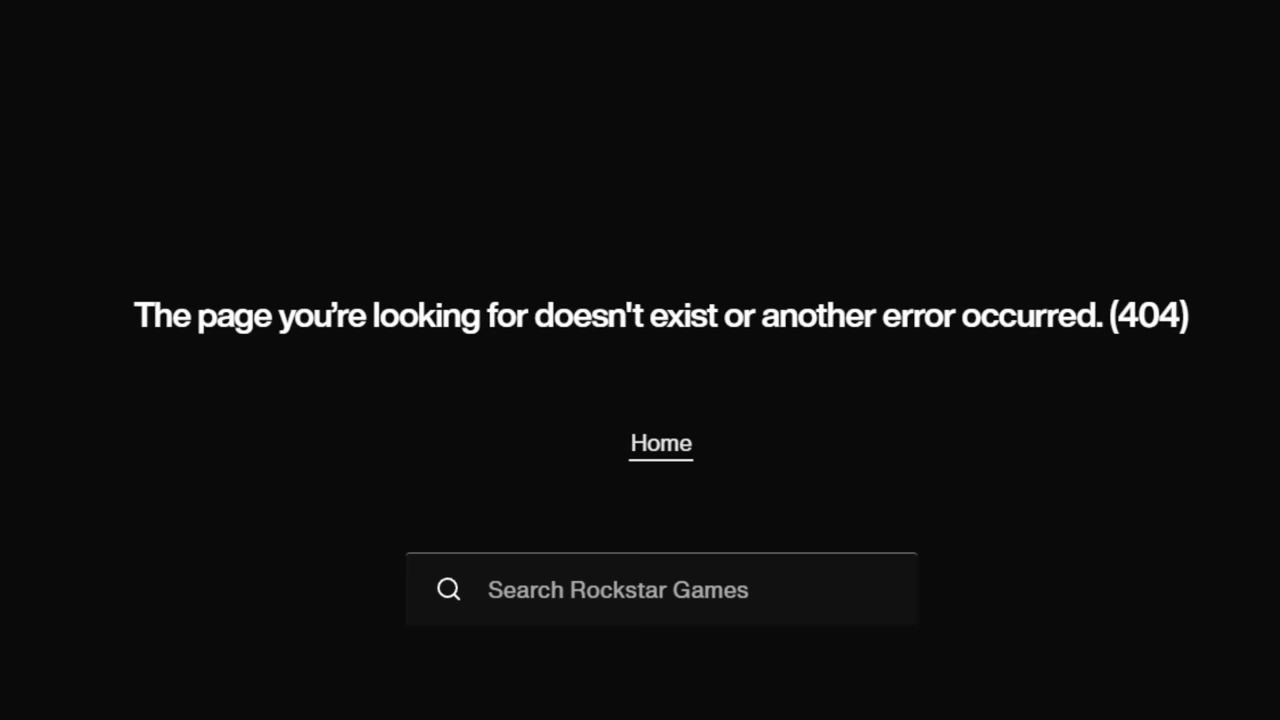 The page you’re looking for doesn't exist or another error occurred. (404)
Home
Search Rockstar Games